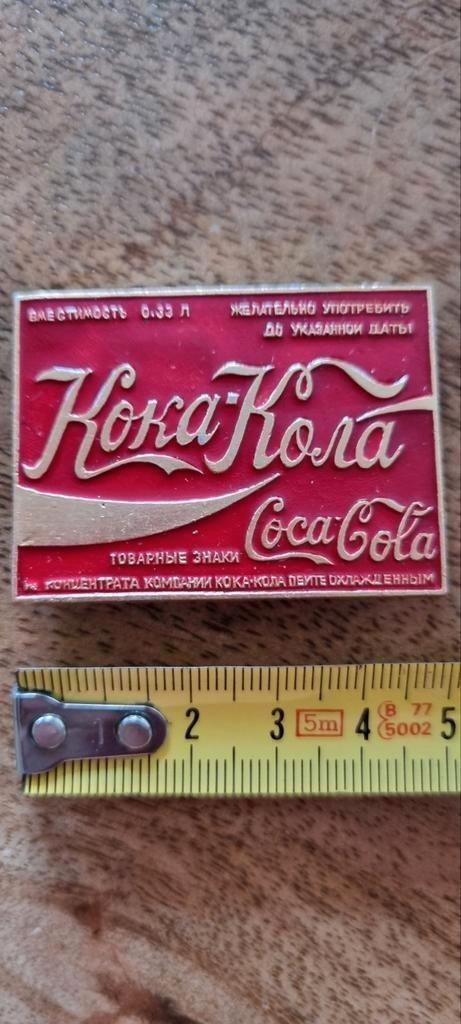 ВМЕСТИМОСТЬ 0.33 Л
ЖЕЛАТЕЛЬНО УПОТРЕБИТЬ
ДО УКАЗАННОЙ ДАТЫ
Кока-Кола
Coca-Cola
ТОВАРНЫЕ ЗНАКИ
КОНЦЕНТРАТА КОМПАНИИ КОКА-КОЛА ПЕЙТЕ ОХЛАЖДЕННЫМ
1 2 3 5m 4 B 77 5
5002